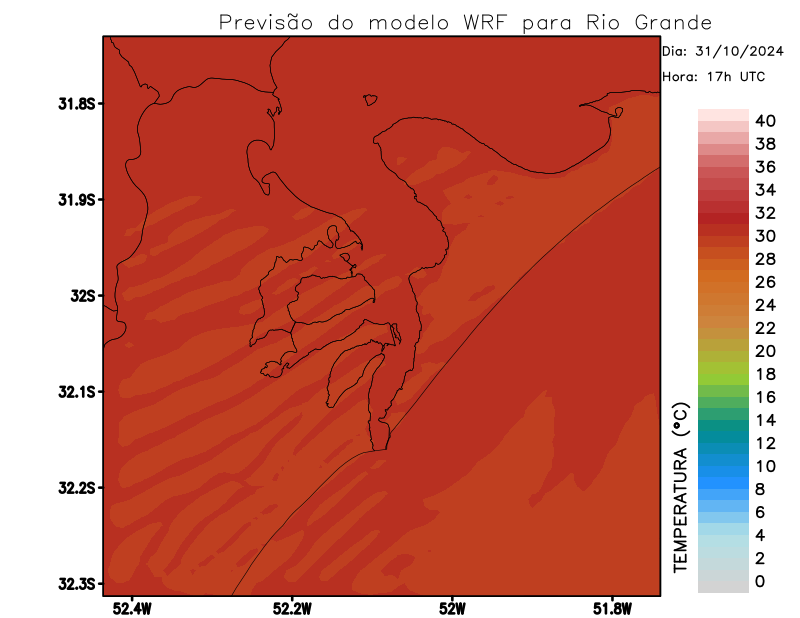 Previsão do modelo WRF para Rio Grande
Dia: 31/10/2024
Hora: 17h UTC
31.8S
31.9S
32S
32.1S
32.2S
32.3S
52.4W
52.2W
52W
51.8W
TEMPERATURA (°C)
40
38
36
34
32
30
28
26
24
22
20
18
16
14
12
10
8
6
4
2
0